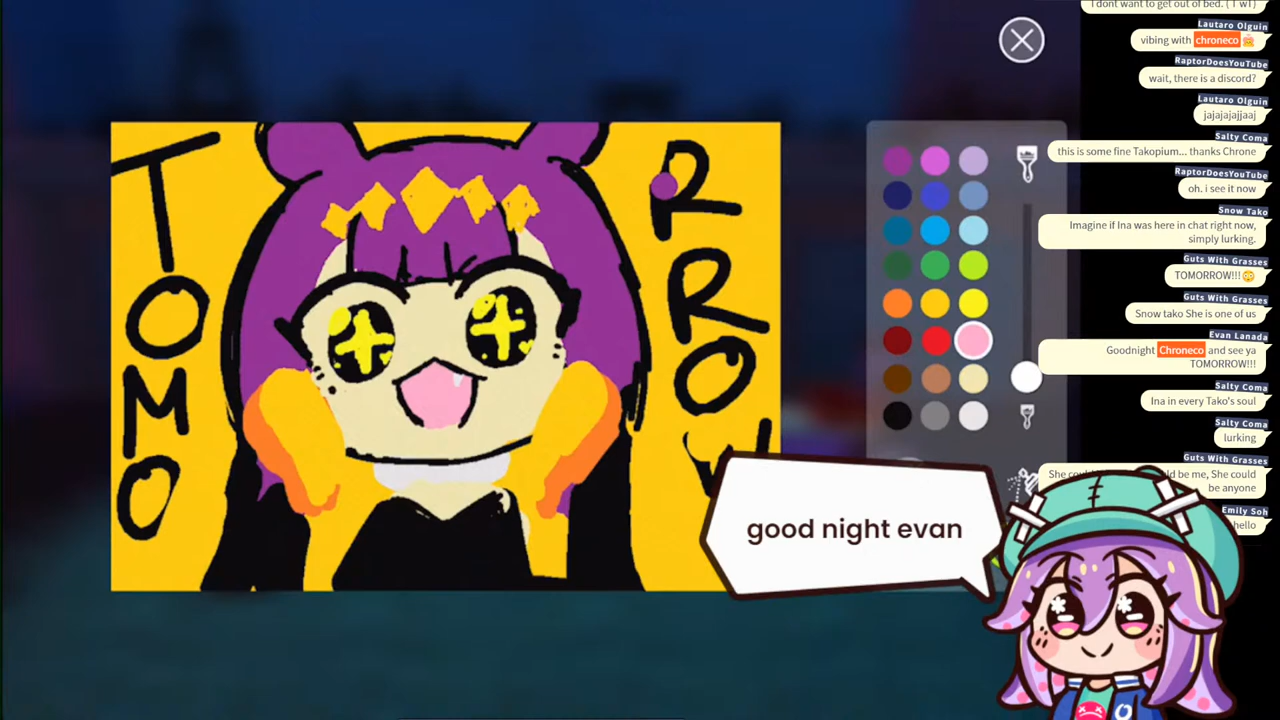 TOMO
RROW
good night evan
I dont want to get out of bed. ( T wT)
Lautaro Olguin
vibing with chroneco
RaptorDoesYouTube
wait, there is a discord?
Lautaro Olguin
jajajajajjaaj
Salty Coma
this is some fine Takopium... thanks Chrone
RaptorDoesYouTube
oh. i see it now
Snow Tako
Imagine if Ina was here in chat right now,
simply lurking.
Guts With Grasses
TOMORROW!!!😳
Guts With Grasses
Snow tako She is one of us
Evan Lanada
Goodnight Chroneco and see ya
TOMORROW!!!
Salty Coma
Ina in every Tako's soul
Salty Coma
lurking
Guts With Grasses
be me, She could
be anyone
Emily Soh
hello